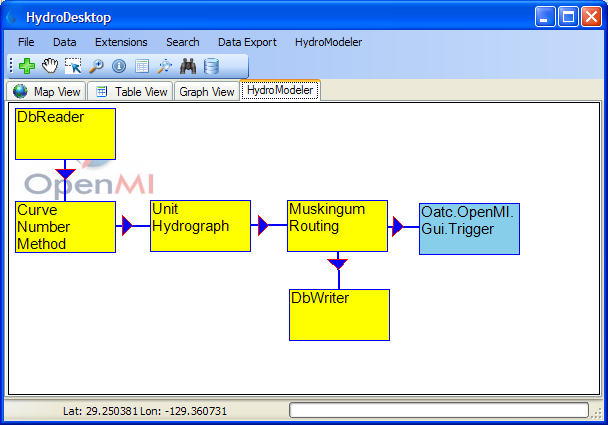 HydroDesktop
File Data Extensions Search Data Export HydroModeler
Map View Table View Graph View HydroModeler
DbReader
OpenMI
Curve
Number
Method
Unit
Hydrograph
Muskingum
Routing
Oatc.OpenMI.
Gui.Trigger
DbWriter
Lat: 29.250381 Lon: -129.360731